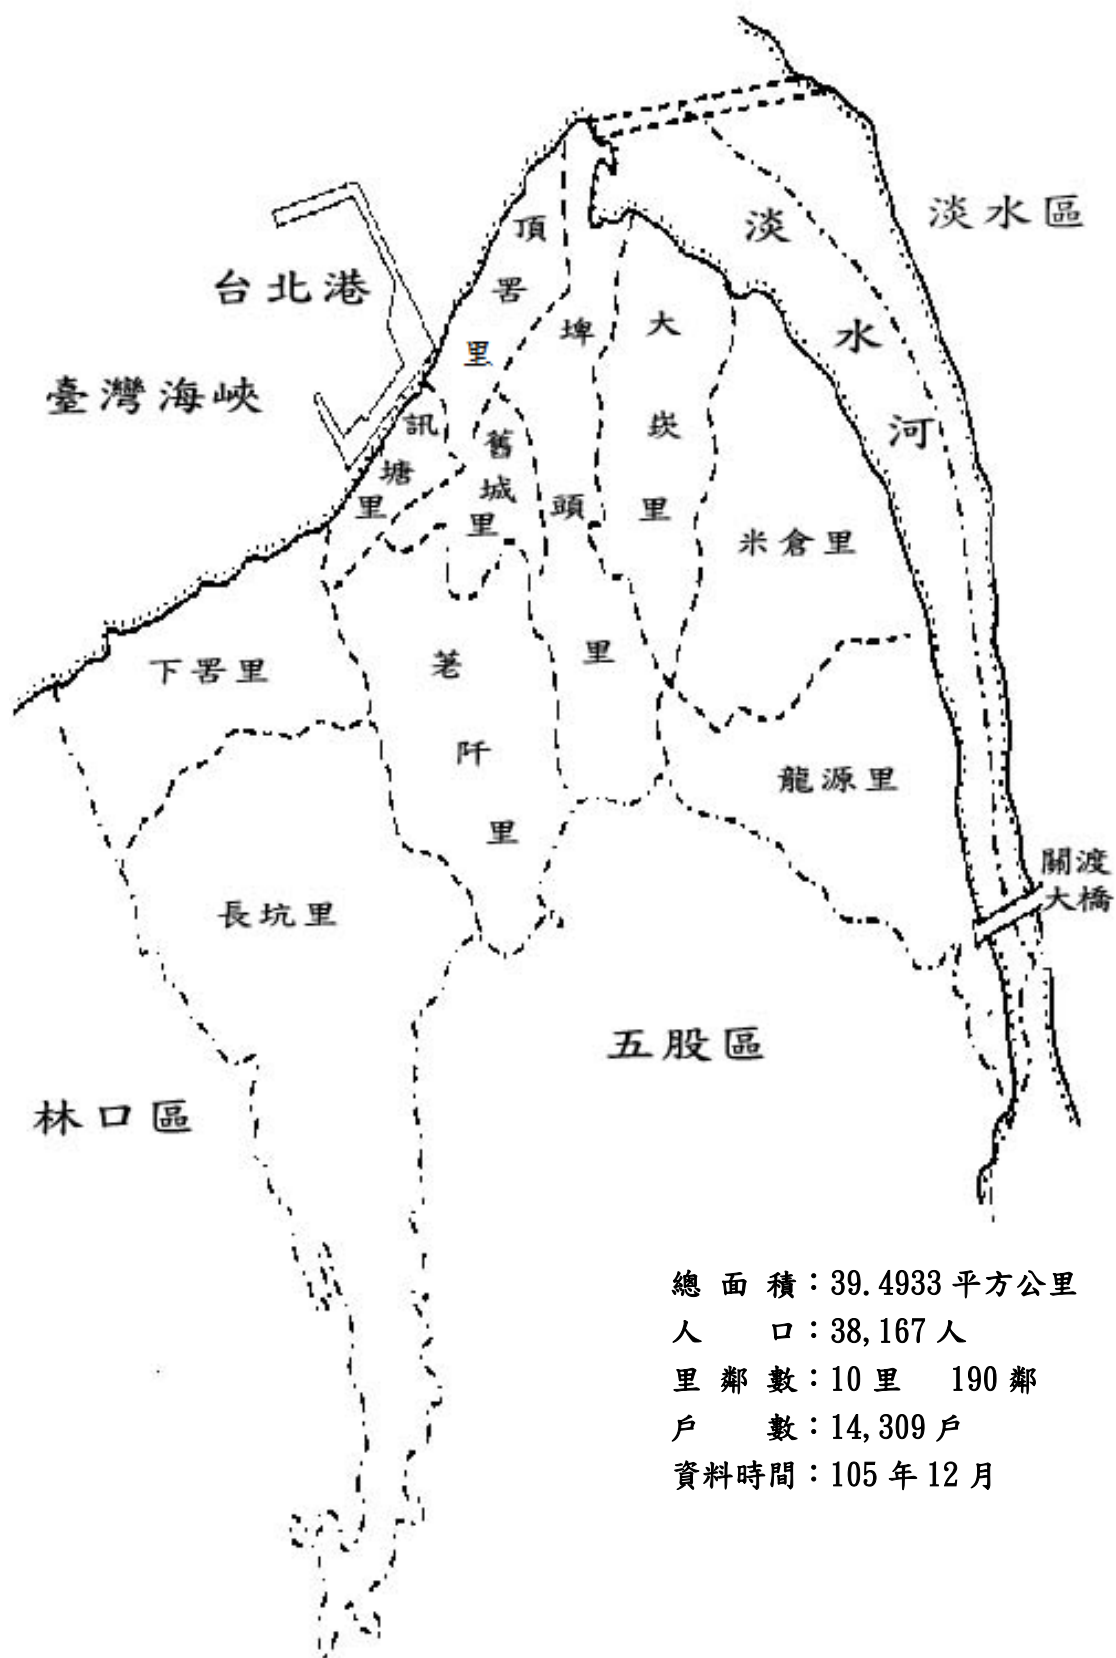 淡水區
淡水河
台北港
臺灣海峽
頂罟里
埤頭里
大崁里
訊塘里
舊城里
米倉里
下罟里
荖阡里
龍源里
長坑里
關渡
大橋
五股區
林口區
總面積：39.4933平方公里
人口：38,167人
里鄰數：10里 190鄰
戶數：14,309戶
資料時間：105年12月